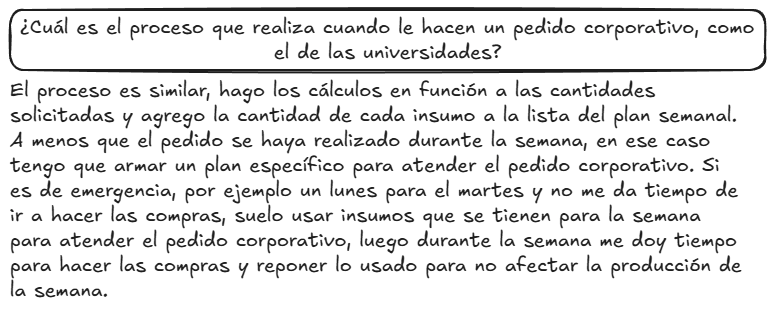 ¿Cuál es el proceso que realiza cuando le hacen un pedido corporativo, como
el de las universidades?
El proceso es similar, hago los cálculos en función a las cantidades
solicitadas y agrego la cantidad de cada insumo a la lista del plan semanal.
A menos que el pedido se haya realizado durante la semana, en ese caso
tengo que armar un plan específico para atender el pedido corporativo. Si
es de emergencia, por ejemplo un lunes para el martes y no me da tiempo de
ir a hacer las compras, suelo usar insumos que se tienen para la semana
para atender el pedido corporativo, luego durante la semana me doy tiempo
para hacer las compras y reponer lo usado para no afectar la producción de
la semana.